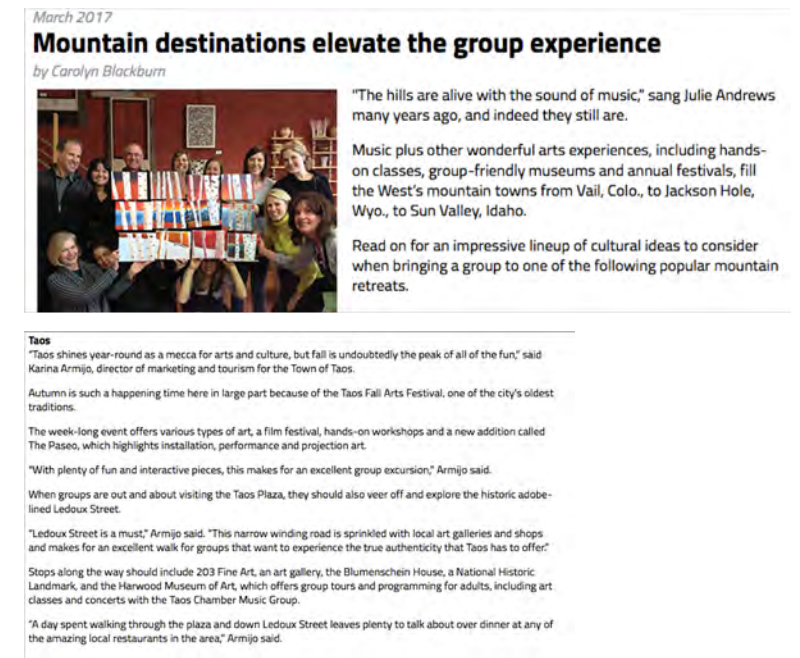 March 2017
Mountain destinations elevate the group experience
by Carolyn Blackburn
"The hills are alive with the sound of music," sang Julie Andrews
many years ago, and indeed they still are.
Music plus other wonderful arts experiences, including hands-
on classes, group-friendly museums and annual festivals, fill
the West's mountain towns from Vail, Colo., to Jackson Hole,
Wyo., to Sun Valley, Idaho.
Read on for an impressive lineup of cultural ideas to consider
when bringing a group to one of the following popular mountain
retreats.
Taos
"Taos shines year-round as a mecca for arts and culture, but fall is undoubtedly the peak of all of the fun," said
Karina Armijo, director of marketing and tourism for the Town of Taos.
Autumn is such a happening time here in large part because of the Taos Fall Arts Festival, one of the city's oldest
traditions.
The week-long event offers various types of art, a film festival, hands-on workshops and a new addition called
The Paseo, which highlights installation, performance and projection art.
"With plenty of fun and interactive pieces, this makes for an excellent group excursion," Armijo said.
When groups are out and about visiting the Taos Plaza, they should also veer off and explore the historic adobe-
lined Ledoux Street.
"Ledoux Street is a must," Armijo said. "This narrow winding road is sprinkled with local art galleries and shops
and makes for an excellent walk for groups that want to experience the true authenticity that Taos has to offer."
Stops along the way should include 203 Fine Art, an art gallery, the Blumenschein House, a National Historic
Landmark, and the Harwood Museum of Art, which offers group tours and programming for adults, including art
classes and concerts with the Taos Chamber Music Group.
"A day spent walking through the plaza and down Ledoux Street leaves plenty to talk about over dinner at any of
the amazing local restaurants in the area," Armijo said.